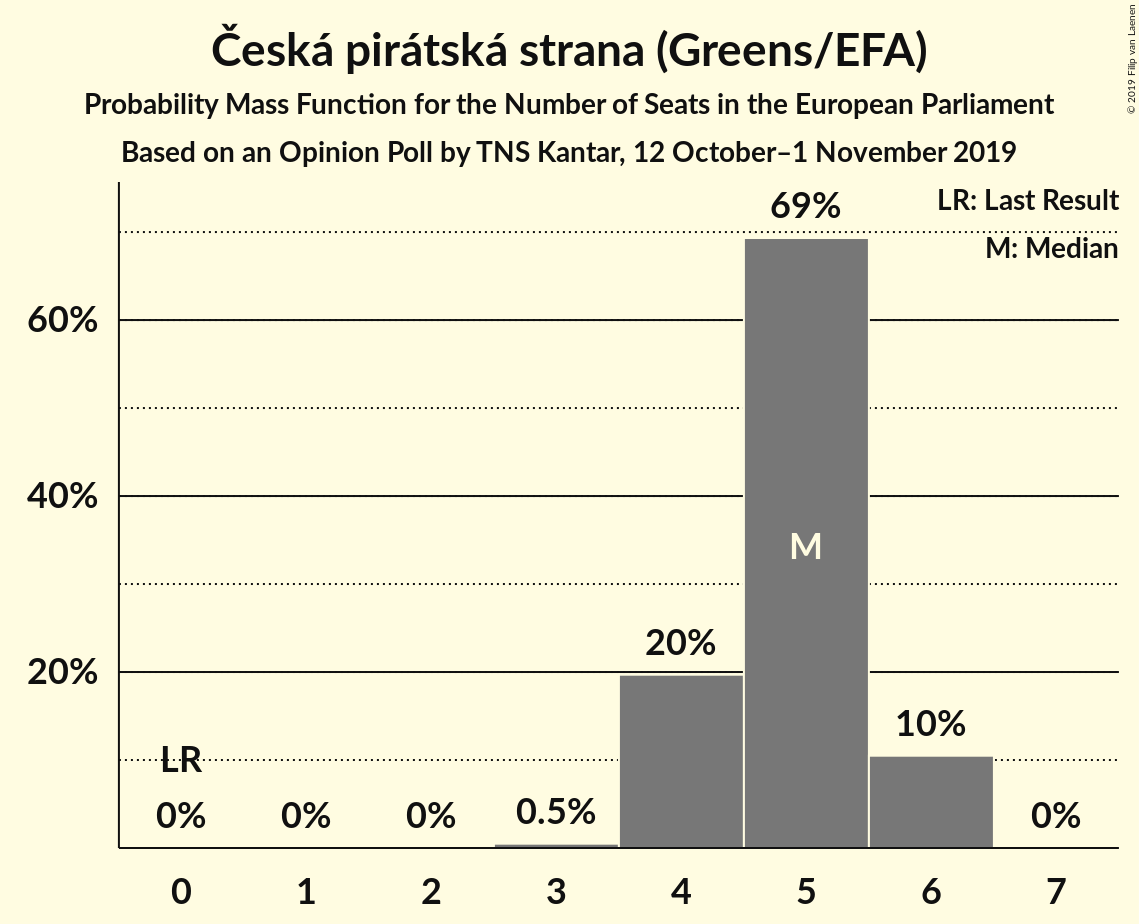 Česká pirátská strana (Greens/EFA)
Probability Mass Function for the Number of Seats in the European Parliament
Based on an Opinion Poll by TNS Kantar, 12 October–1 November 2019
© 2019 Filip van Laenen
LR: Last Result
M: Median
60%
40%
20%
LR
0%
0%
0%
0.5%
20%
69%
M
10%
0%
0 1 2 3 4 5 6 7